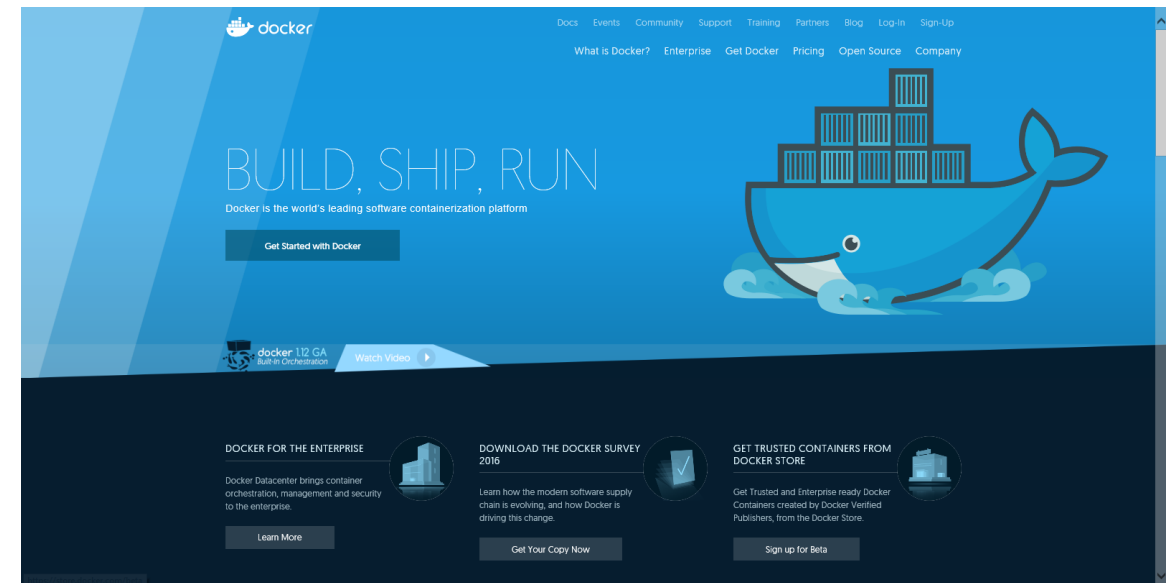 docker
Docs Events Community Support Training Partners Blog Log-In Sign-Up
What is Docker? Enterprise Get Docker Pricing Open Source Company
BUILD, SHIP, RUN
Docker is the world's leading software containerization platform
Get Started with Docker
docker 1.12 GA
Built-In Orchestration
Watch Video
DOCKER FOR THE ENTERPRISE
Docker Datacenter brings container
orchestration, management and security
to the enterprise.
Learn More
DOWNLOAD THE DOCKER SURVEY
2016
Learn how the modern software supply
chain is evolving, and how Docker is
driving this change.
Get Your Copy Now
GET TRUSTED CONTAINERS FROM
DOCKER STORE
Get Trusted and Enterprise ready Docker
Containers created by Docker Verified
Publishers, from the Docker Store.
Sign up for Beta